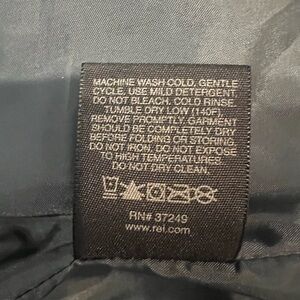 MACHINE WASH COLD, GENTLE
CYCLE. USE MILD DETERGENT.
DO NOT BLEACH. COLD RINSE.
TUMBLE DRY LOW (140F).
REMOVE PROMPTLY. GARMENT
SHOULD BE COMPLETELY DRY
BEFORE FOLDING OR STORING.
DO NOT IRON. DO NOT EXPOSE
TO HIGH TEMPERATURES.
DO NOT DRY CLEAN.
RN# 37249
www.rei.com